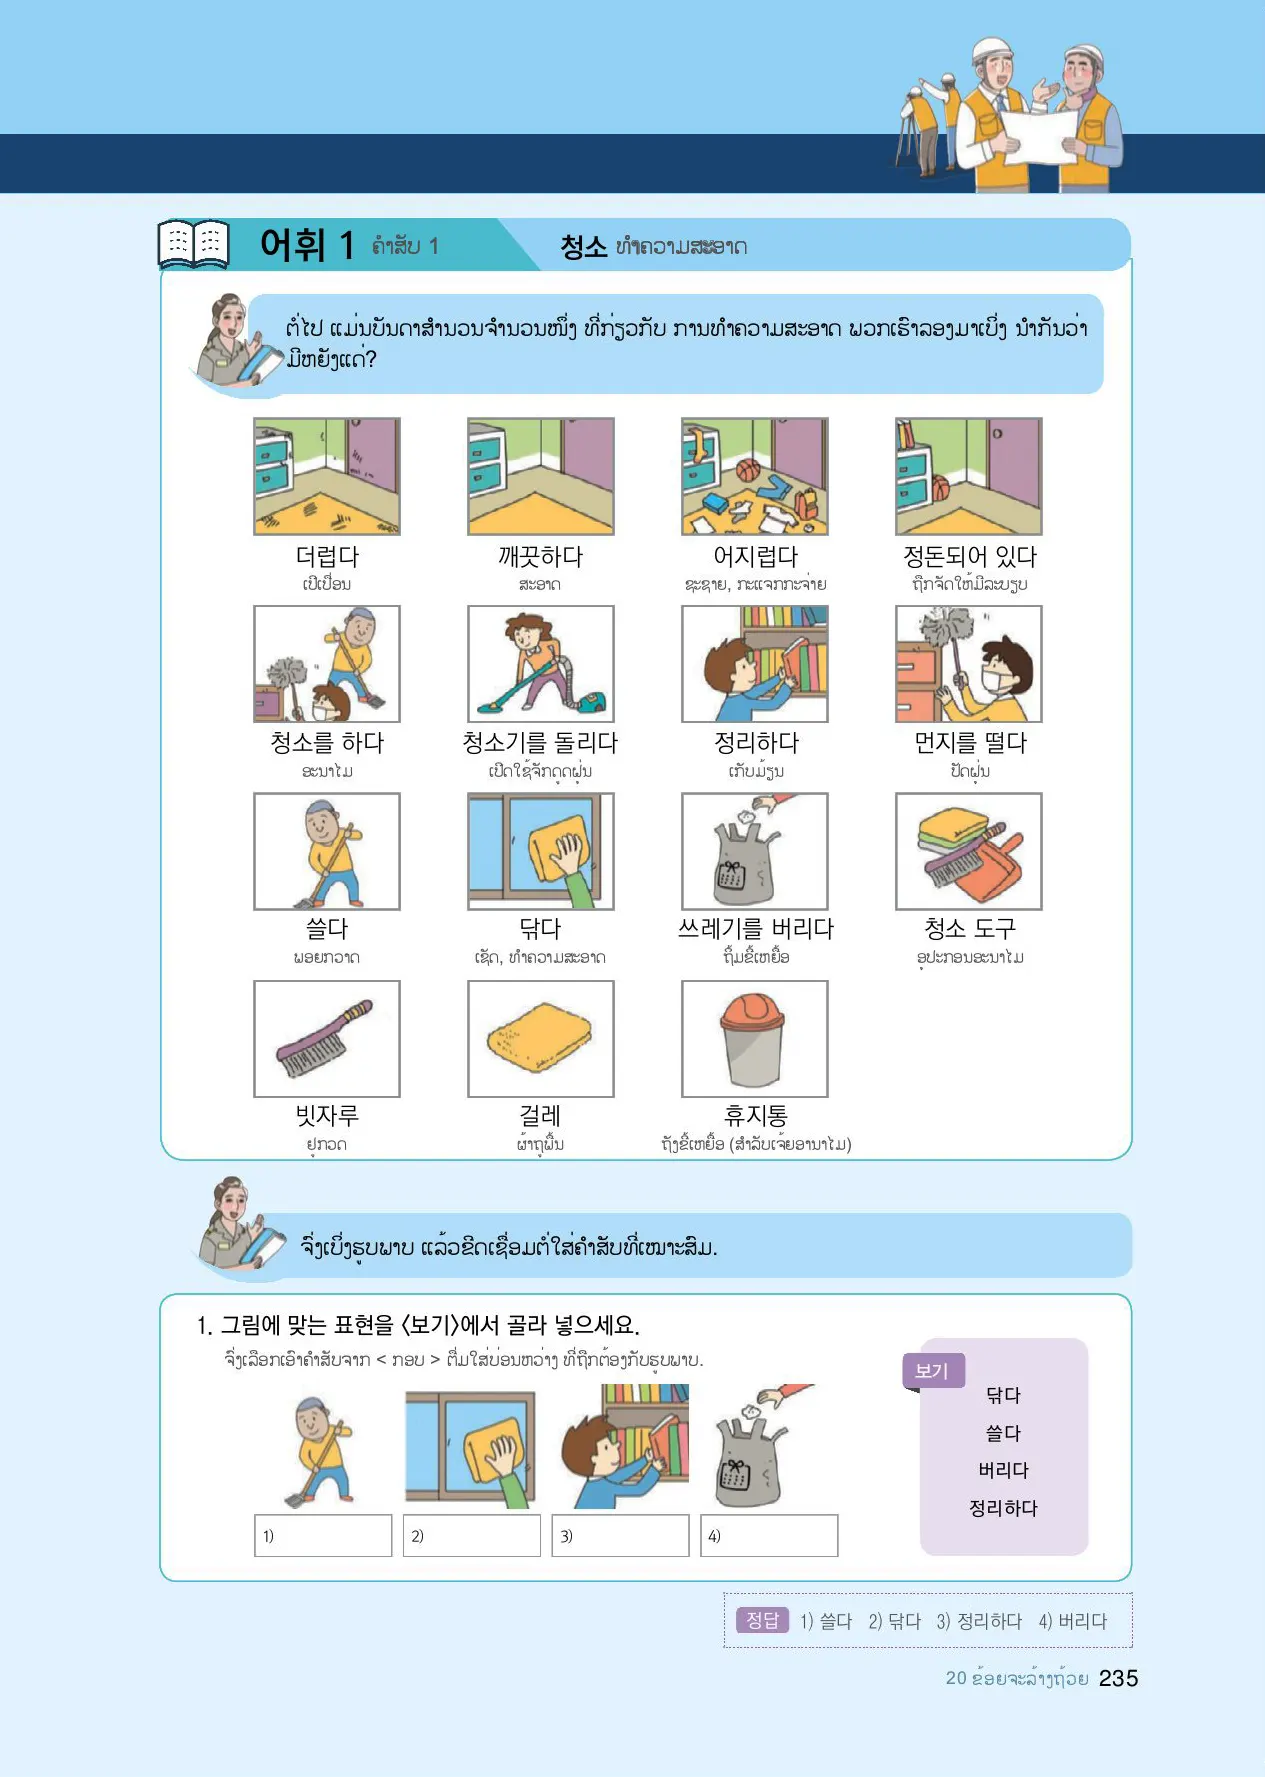 어휘 1 ຄຳສັບ 1
청소 ທຳຄວາມສະອາດ
ຕໍ່ໄປ ແມ່ນບັນດາສຳນວນຈຳນວນໜຶ່ງ ທີ່ກ່ຽວກັບ ການທຳຄວາມສະອາດ ພວກເຮົາລອງມາເບິ່ງ ນຳກັນວ່າ
ມີຫຍັງແດ່?
더럽다 깨끗하다 어지럽다 정돈되어 있다
ເປິເປື່ອນ ສະອາດ ຊະຊາຍ, ກະແຈກກະຈ່າຍ ຖືກຈັດໃຫ້ມີລະບຽບ
청소를 하다 청소기를 돌리다 정리하다 먼지를 떨다
ອະນາໄມ ເປີດໃຊ້ຈັກດູດຝຸ່ນ ເກັບມ້ຽນ ປັດຝຸ່ນ
쓸다 닦다 쓰레기를 버리다 청소 도구
ພອຍກວາດ ເຊັດ, ທຳຄວາມສະອາດ ຖິ້ມຂີ້ເຫຍື້ອ ອຸປະກອນອະນາໄມ
빗자루 걸레 휴지통
ຢູກວດ ຜ້າຖູພື້ນ ຖັງຂີ້ເຫຍື້ອ (ສຳລັບເຈ້ຍອານາໄມ)
ຈົ່ງເບິ່ງຮູບພາບ ແລ້ວຂີດເຊື່ອມຕໍ່ໃສ່ຄຳສັບທີ່ເໝາະສົມ.
1. 그림에 맞는 표현을 〈보기〉에서 골라 넣으세요.
ຈົ່ງເລືອກເອົາຄຳສັບຈາກ < ກອບ > ຕື່ມໃສ່ບ່ອນຫວ່າງ ທີ່ຖືກຕ້ອງກັບຮູບພາບ.
보기
닦다
쓸다
버리다
정리하다
1) 2) 3) 4)
정답 1) 쓸다 2) 닦다 3) 정리하다 4) 버리다
20 ຂ້ອຍຈະລ້າງຖ້ວຍ 235